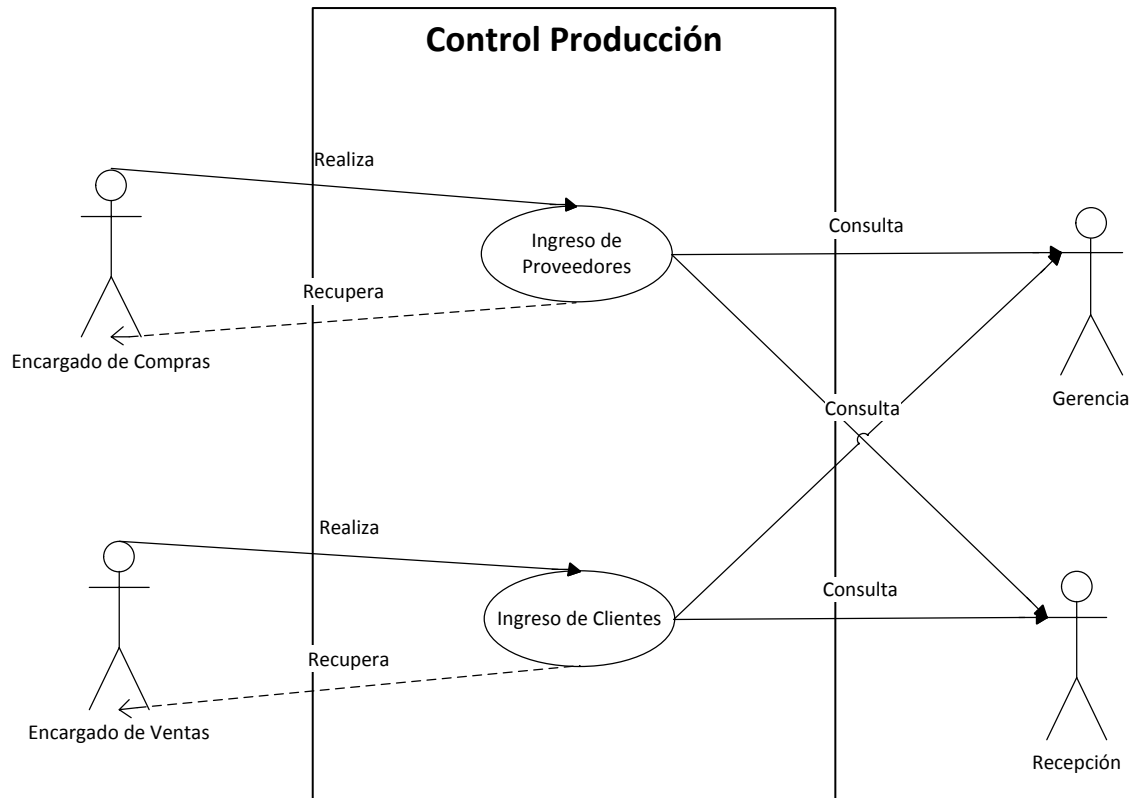 Control Producción
Realiza
Ingreso de
Proveedores
Consulta
Recupera
Encargado de Compras
Gerencia
Consulta
Realiza
Ingreso de Clientes
Consulta
Recupera
Encargado de Ventas
Recepción